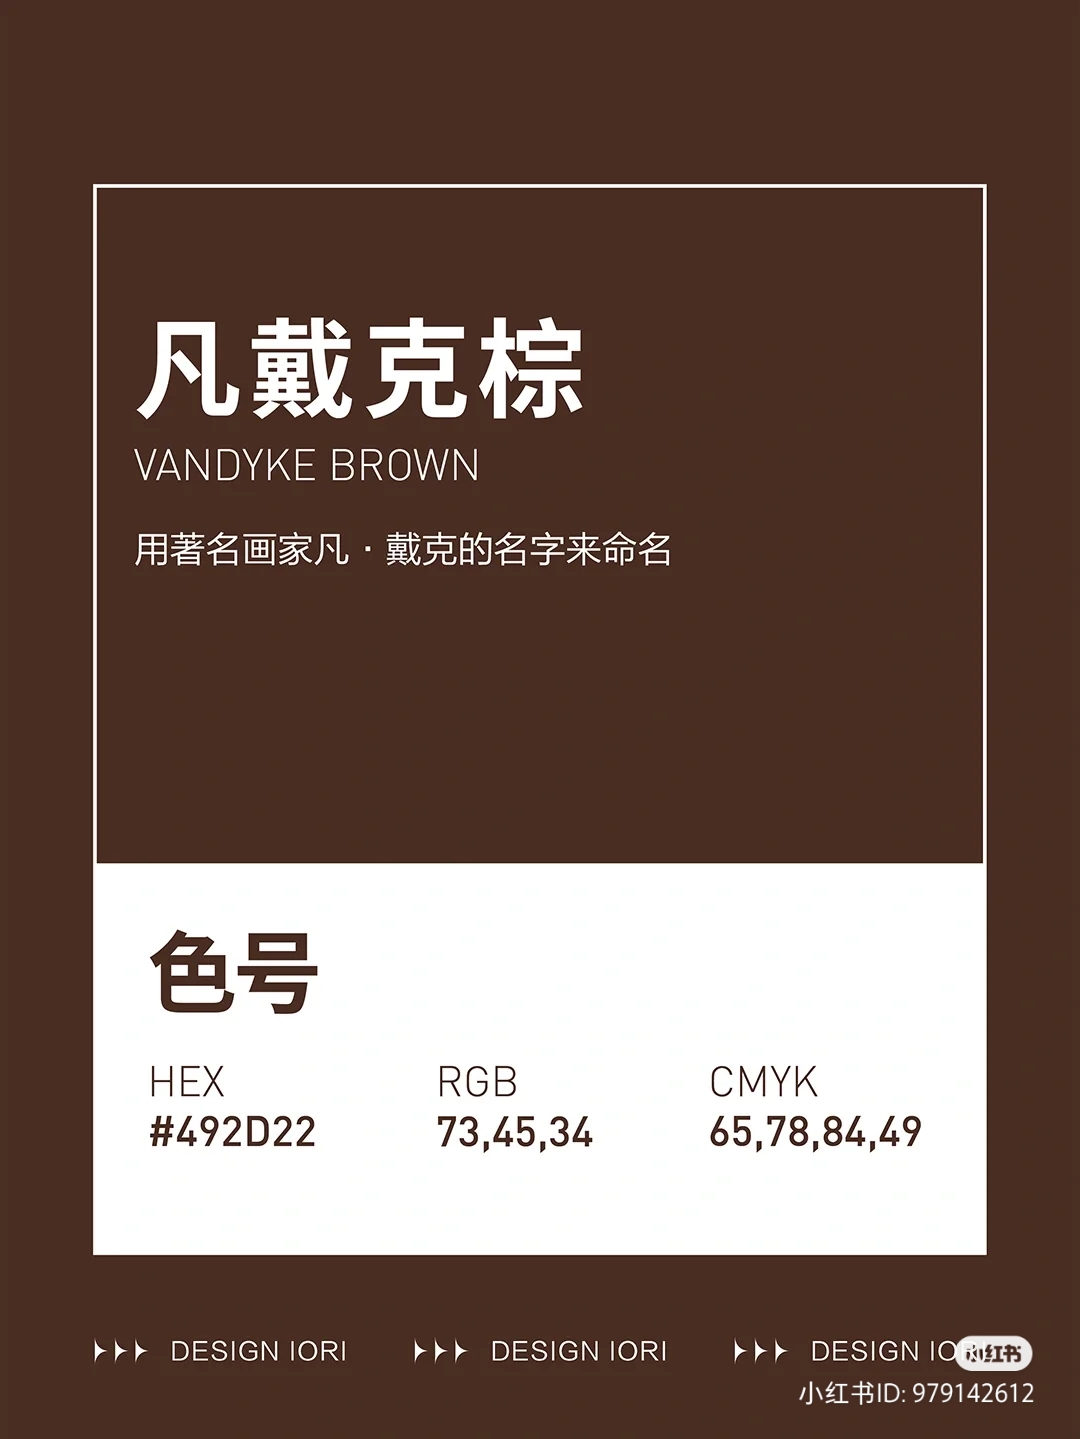 凡戴克棕
VANDYKE BROWN
用著名画家凡·戴克的名字来命名
色号
HEX
#492D22
RGB
73,45,34
CMYK
65,78,84,49
DESIGN IORI DESIGN IORI DESIGN IO
小红书
小红书ID: 979142612